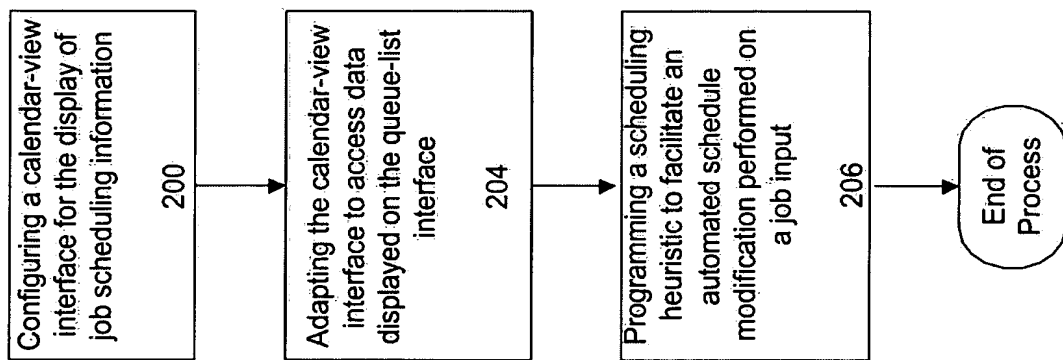 Configuring a calendar-view
interface for the display of
job scheduling information
200
Adapting the calendar-view
interface to access data
displayed on the queue-list
interface
204
Programming a scheduling
heuristic to facilitate an
automated schedule
modification performed on
a job input
206
End of
Process